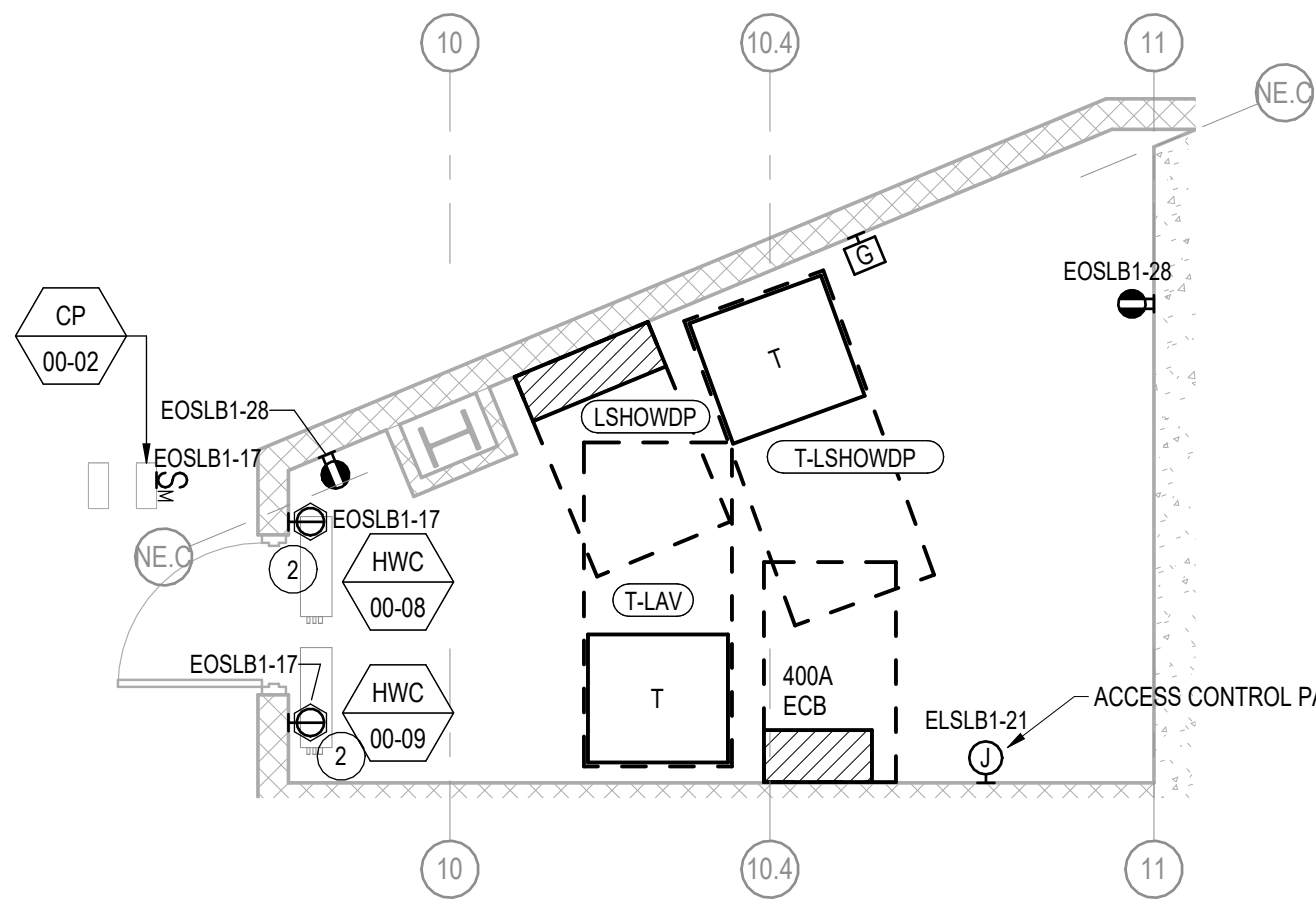 10
10.4
11
NE.C
G
EOSLB1-28
CP
00-02
T
EOSLB1-28
LSHOWDP
EOSLB1-17
SM
T-LSHOWDP
EOSLB1-17
NE.C
2
HWC
00-08
T-LAV
EOSLB1-17
HWC
00-09
400A
ECB
T
ACCESS CONTROL PA
ELSLB1-21
2
J
10
10.4
11